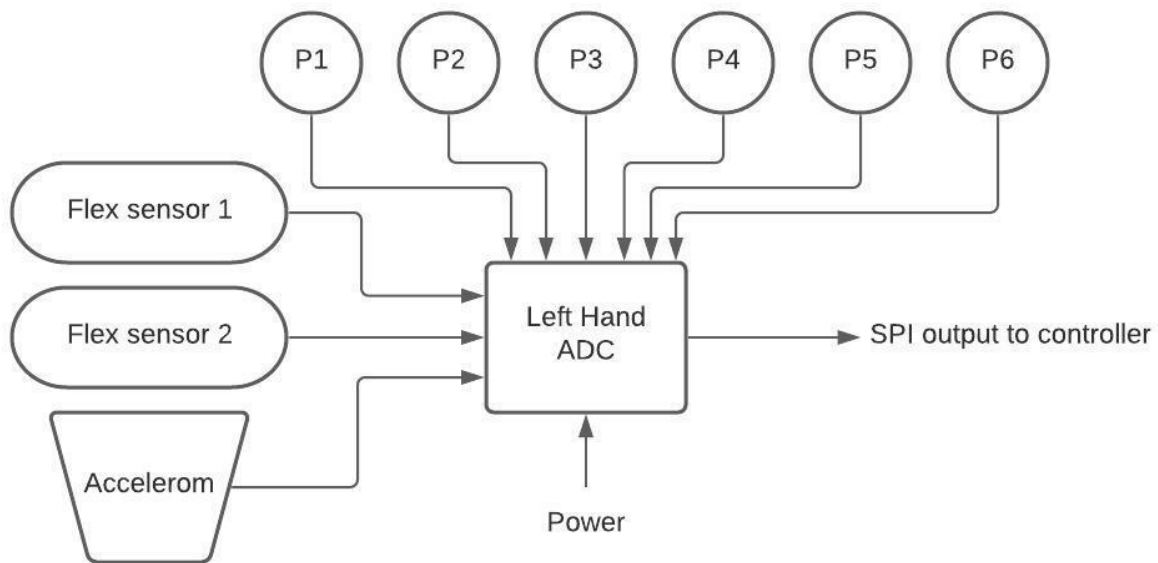 P1
P2
P3
P4
P5
P6
Flex sensor 1
Flex sensor 2
Left Hand
ADC
SPI output to controller
Accelerom
Power